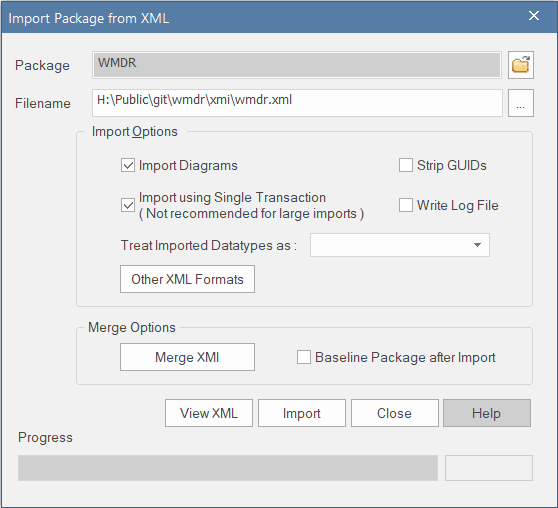 Import Package from XML
Package
WMDR
Filename
H:\Public\git\wmdr\xmi\wmdr.xml
...
Import Options
Import Diagrams
Strip GUIDs
Import using Single Transaction
( Not recommended for large imports )
Write Log File
Treat Imported Datatypes as :
Other XML Formats
Merge Options
Merge XMI
Baseline Package after Import
View XML
Import
Close
Help
Progress